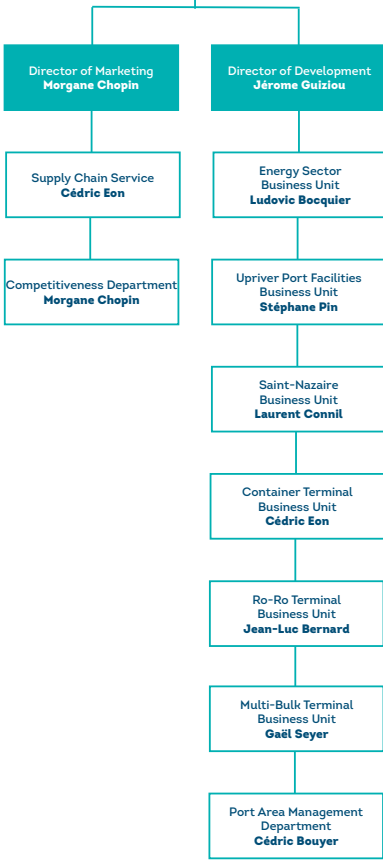 Director of Marketing
Morgane Chopin
Supply Chain Service
Cédric Eon
Competitiveness Department
Morgane Chopin
Director of Development
Jérome Guiziou
Energy Sector
Business Unit
Ludovic Bocquier
Upriver Port Facilities
Business Unit
Stéphane Pin
Saint-Nazaire
Business Unit
Laurent Connil
Container Terminal
Business Unit
Cédric Eon
Ro-Ro Terminal
Business Unit
Jean-Luc Bernard
Multi-Bulk Terminal
Business Unit
Gaël Seyer
Port Area Management
Department
Cédric Bouyer